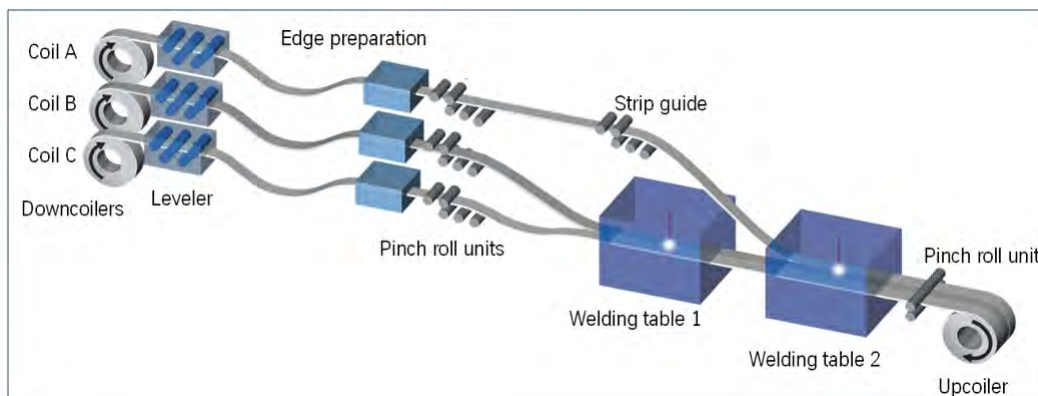 Coil A
Edge preparation
Coil B
Strip guide
Coil C
Downcoilers
Leveler
Pinch roll units
Pinch roll unit
Welding table 1
Welding table 2
Upcoiler